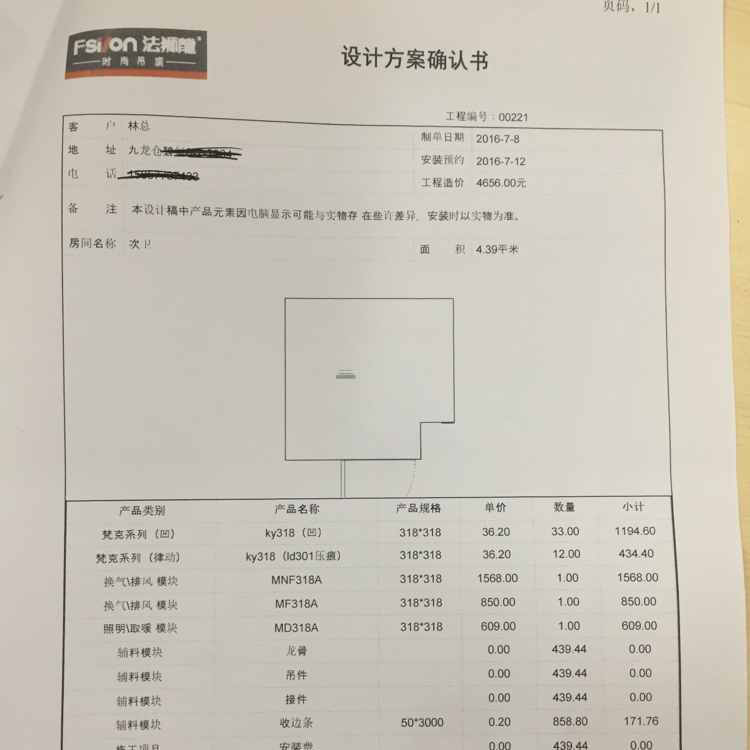 页码，1/1
Fsilon 法狮龍®
时尚吊顶
设计方案确认书
工程编号：00221
客 户 林总 制单日期 2016-7-8
地 址 九龙仓 安装预约 2016-7-12
电 话 工程造价 4656.00元
备 注 本设计稿中产品元素因电脑显示可能与实物存 在些许差异，安装时以实物为准。
房间名称 次卫 面 积 4.39平米
产品类别 产品名称 产品规格 单价 数量 小计
梵克系列（凹） ky318（凹） 318*318 36.20 33.00 1194.60
梵克系列（律动） ky318（ld301压痕） 318*318 36.20 12.00 434.40
换气\排风 模块 MNF318A 318*318 1568.00 1.00 1568.00
换气\排风 模块 MF318A 318*318 850.00 1.00 850.00
照明\取暖 模块 MD318A 318*318 609.00 1.00 609.00
辅料模块 龙骨 0.00 439.44 0.00
辅料模块 吊件 0.00 439.44 0.00
辅料模块 接件 0.00 439.44 0.00
辅料模块 收边条 50*3000 0.20 858.80 171.76
施工项目 安装费 0.00 439.44 0.00